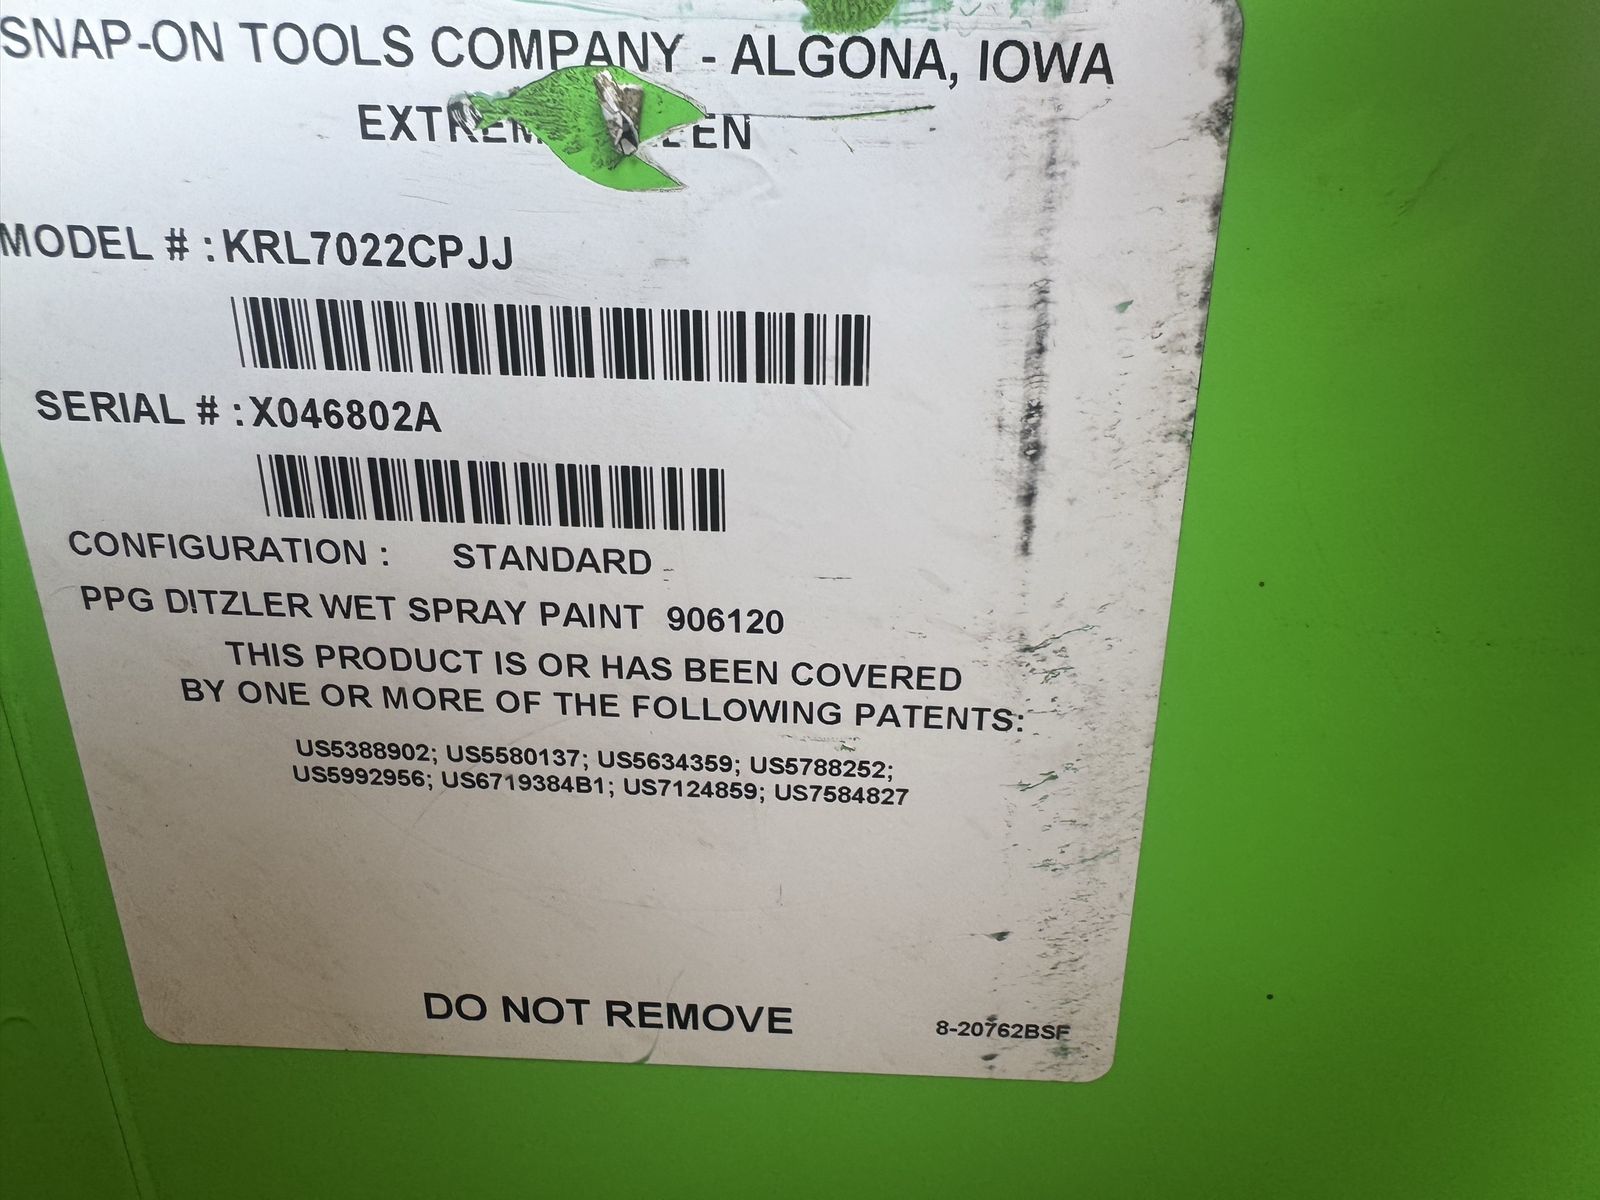 SNAP-ON TOOLS COMPANY - ALGONA, IOWA
MODEL # : KRL7022CPJJ
SERIAL # : X046802A
CONFIGURATION : STANDARD
PPG DITZLER WET SPRAY PAINT 906120
THIS PRODUCT IS OR HAS BEEN COVERED
BY ONE OR MORE OF THE FOLLOWING PATENTS:
US5388902; US5580137; US5634359; US5788252;
US5992956; US6719384B1; US7124859; US7584827
DO NOT REMOVE
8-20762BSF